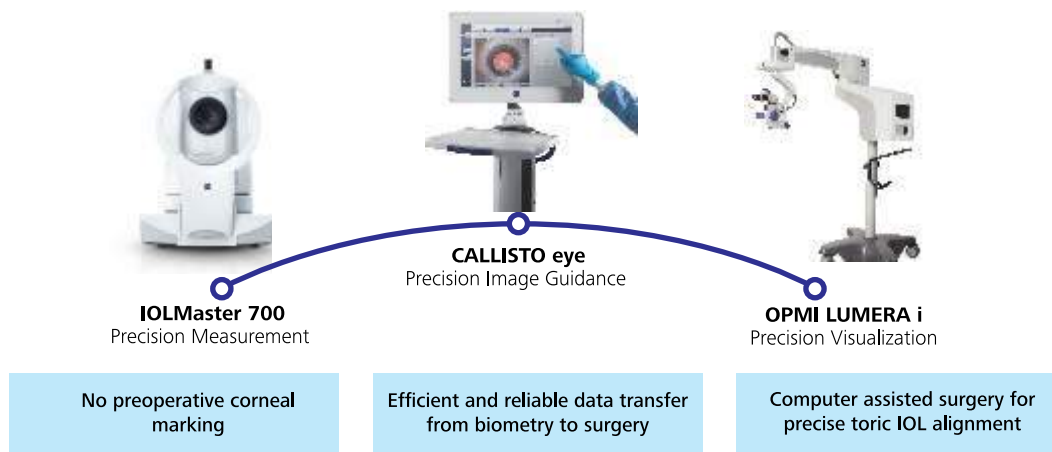 CALLISTO eye
Precision Image Guidance
IOLMaster 700
Precision Measurement
OPMI LUMERA i
Precision Visualization
No preoperative corneal
marking
Efficient and reliable data transfer
from biometry to surgery
Computer assisted surgery for
precise toric IOL alignment